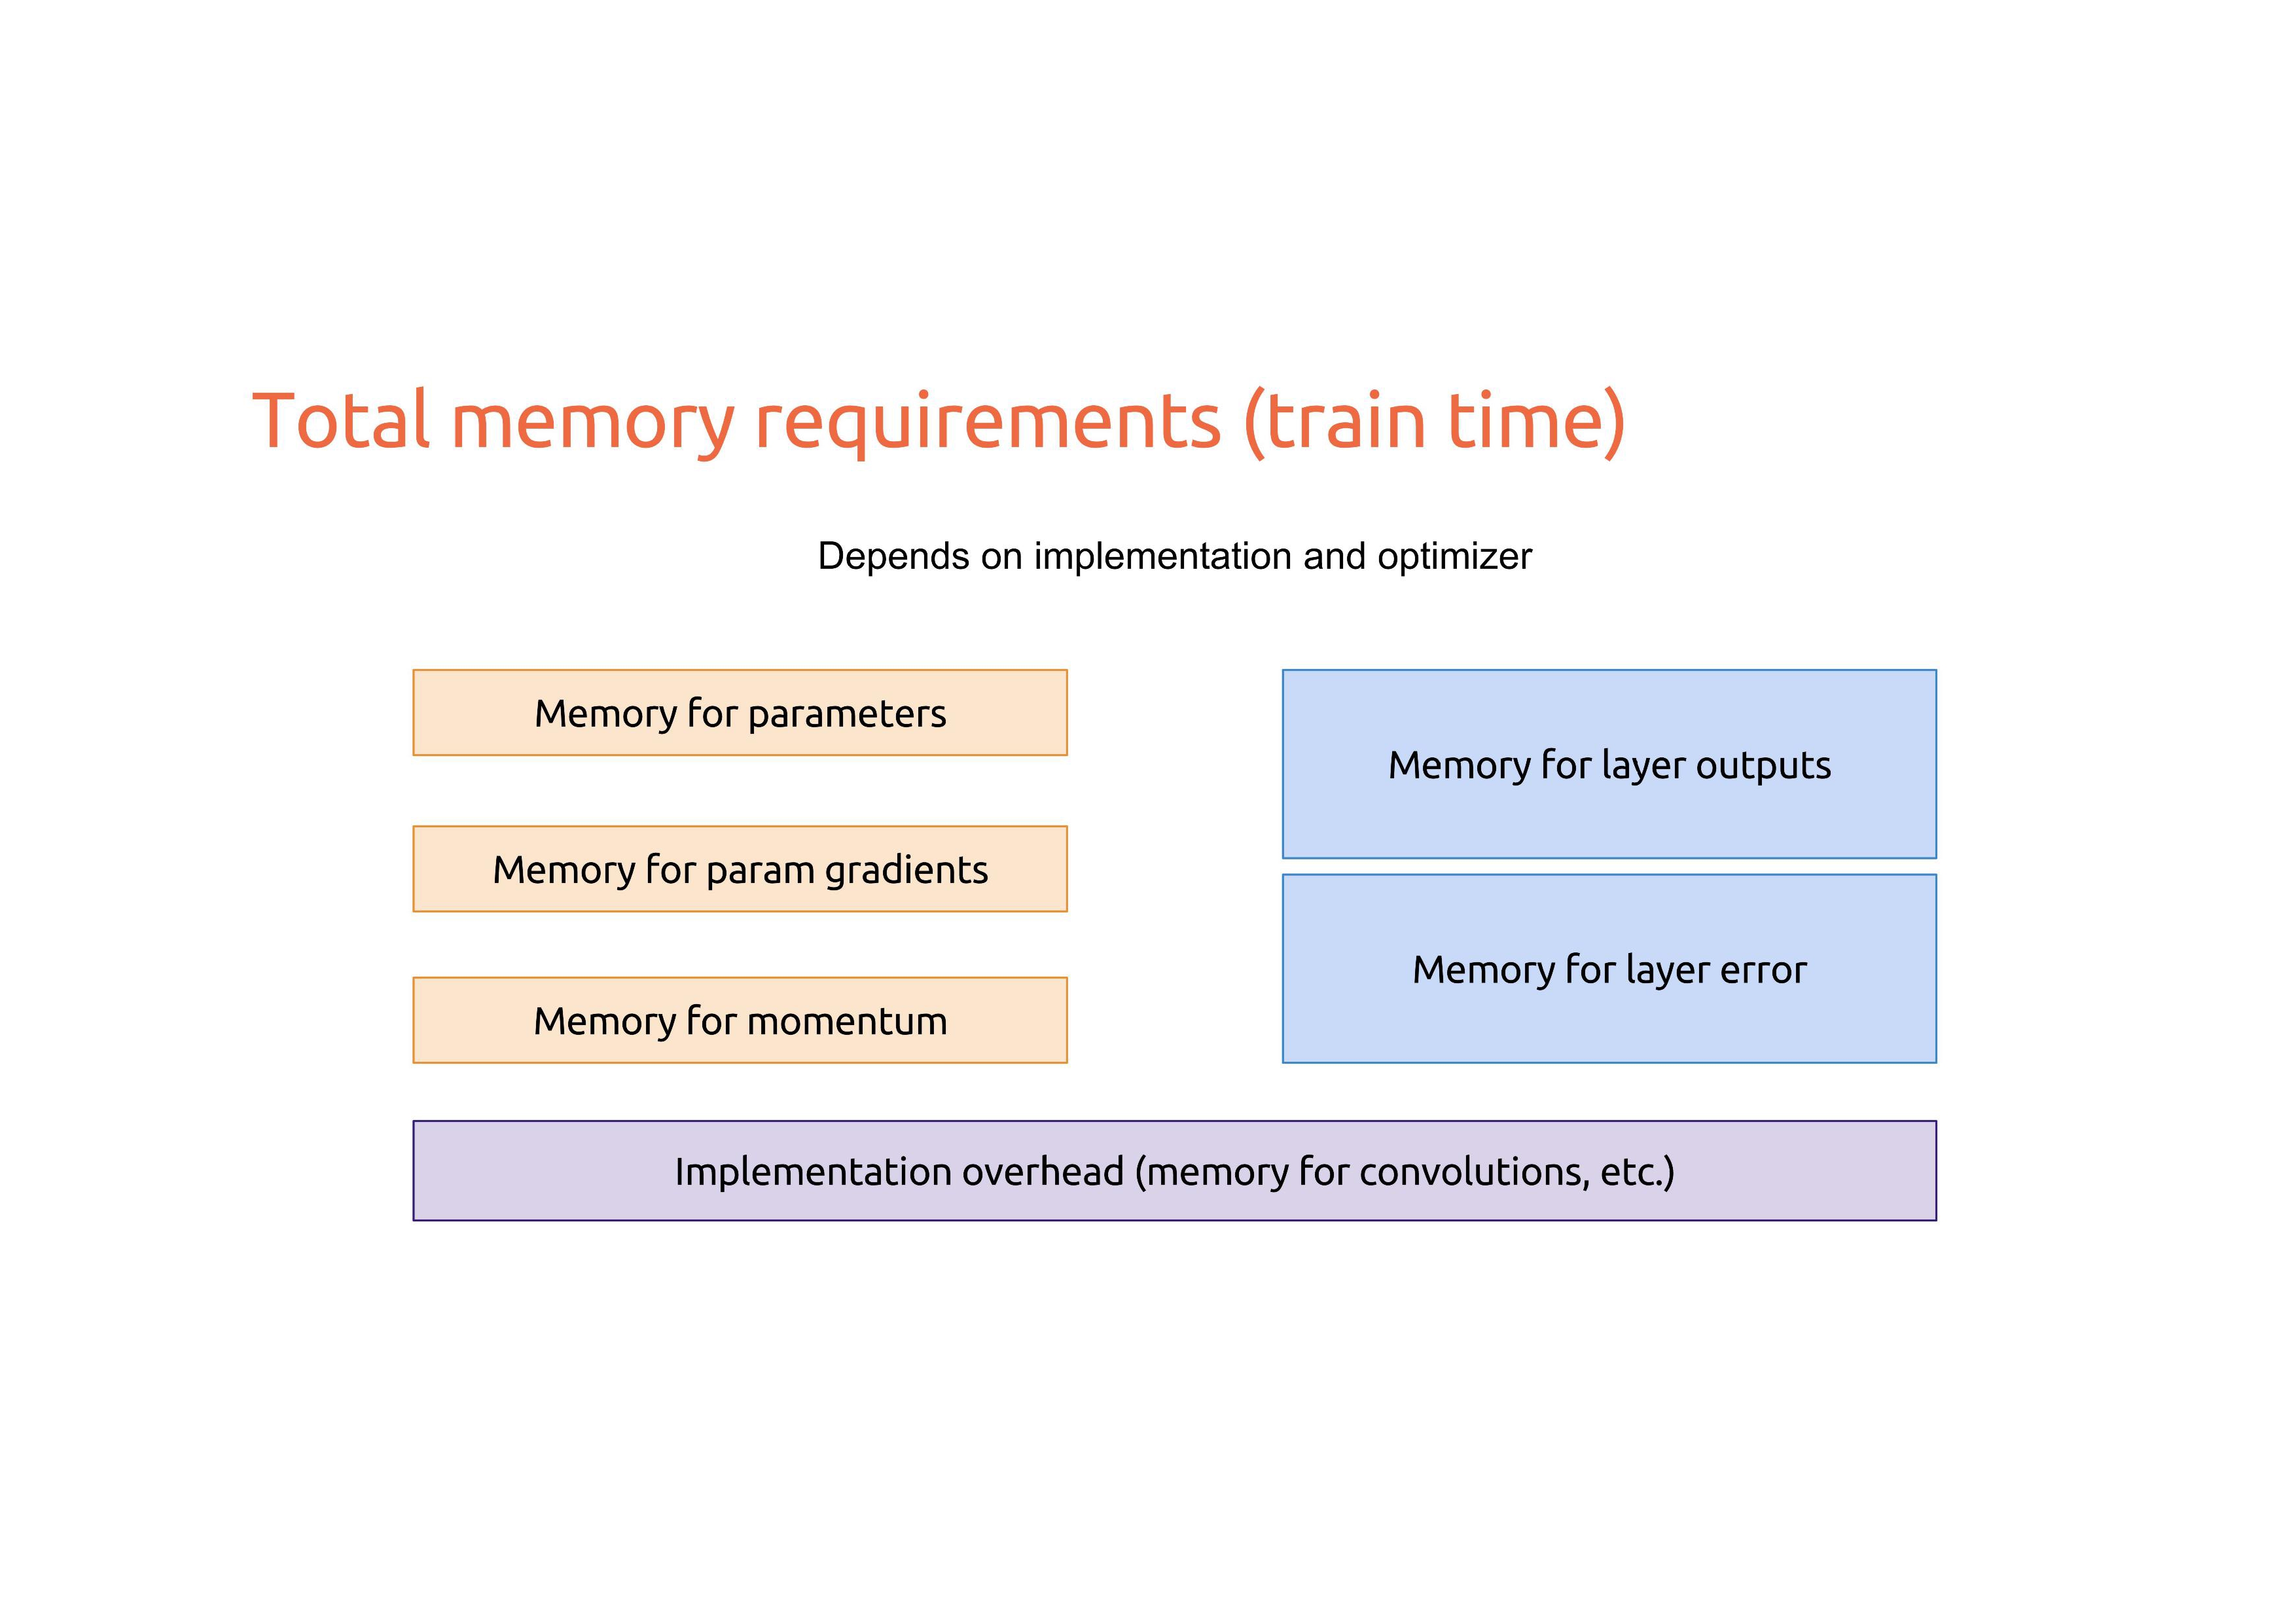 Total memory requirements (train time)
Depends on implementation and optimizer
Memory for parameters
Memory for param gradients
Memory for momentum
Memory for layer outputs
Memory for layer error
Implementation overhead (memory for convolutions, etc.)